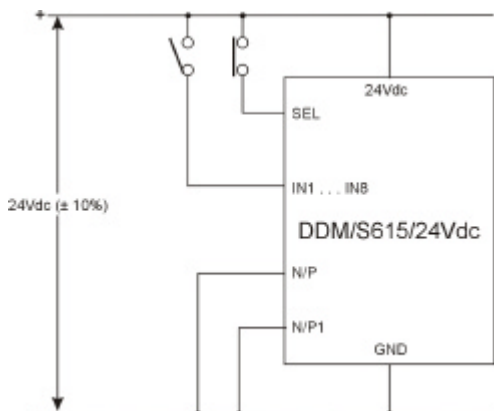 +
24Vdc
SEL
24Vdc (± 10%)
IN1 . . . IN8
DDM/S615/24Vdc
N/P
N/P1
GND